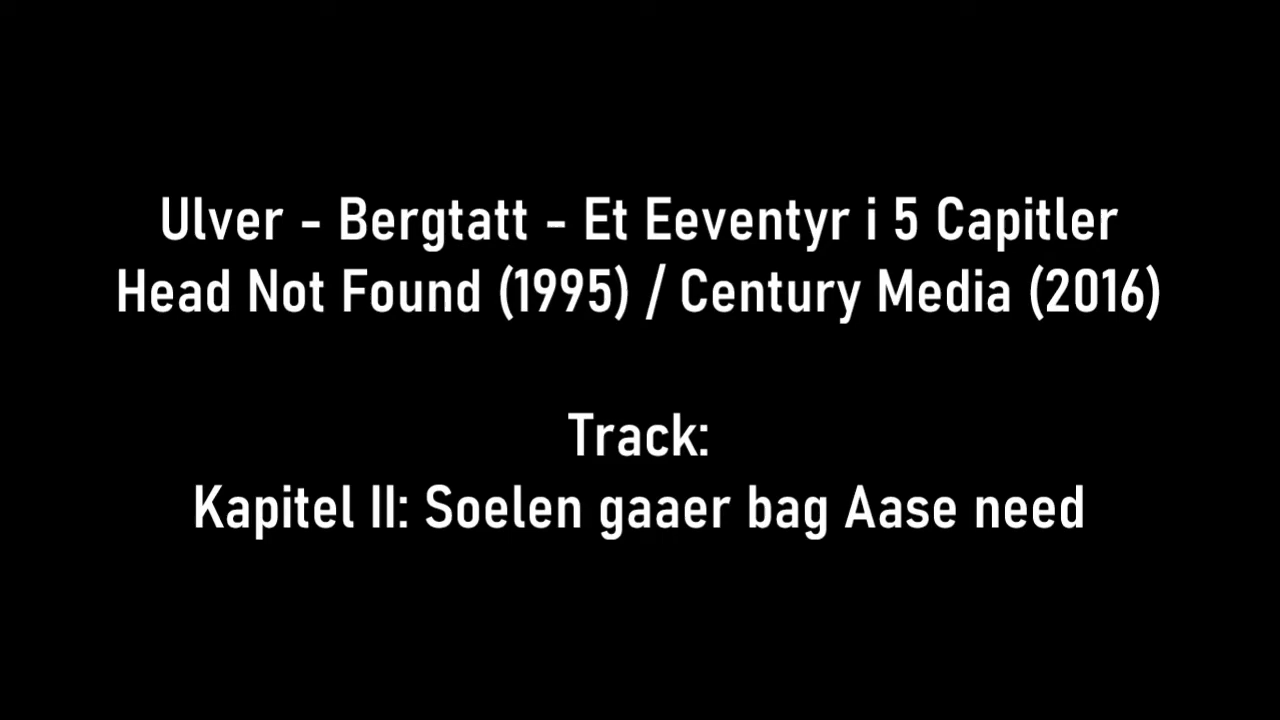 Ulver - Bergtatt - Et Eeventyr i 5 Capitler
Head Not Found (1995) / Century Media (2016)
Track:
Kapitel II: Soelen gaaer bag Aase need